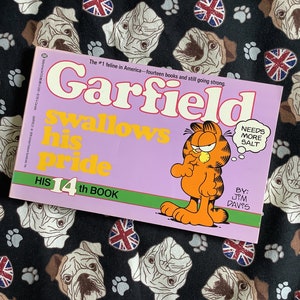 The #1 feline in America—fourteen books and still going strong.
Garfield
swallows
his
pride
NEEDS
MORE
SALT
HIS 14th BOOK
BY:
JIM
DAVIS